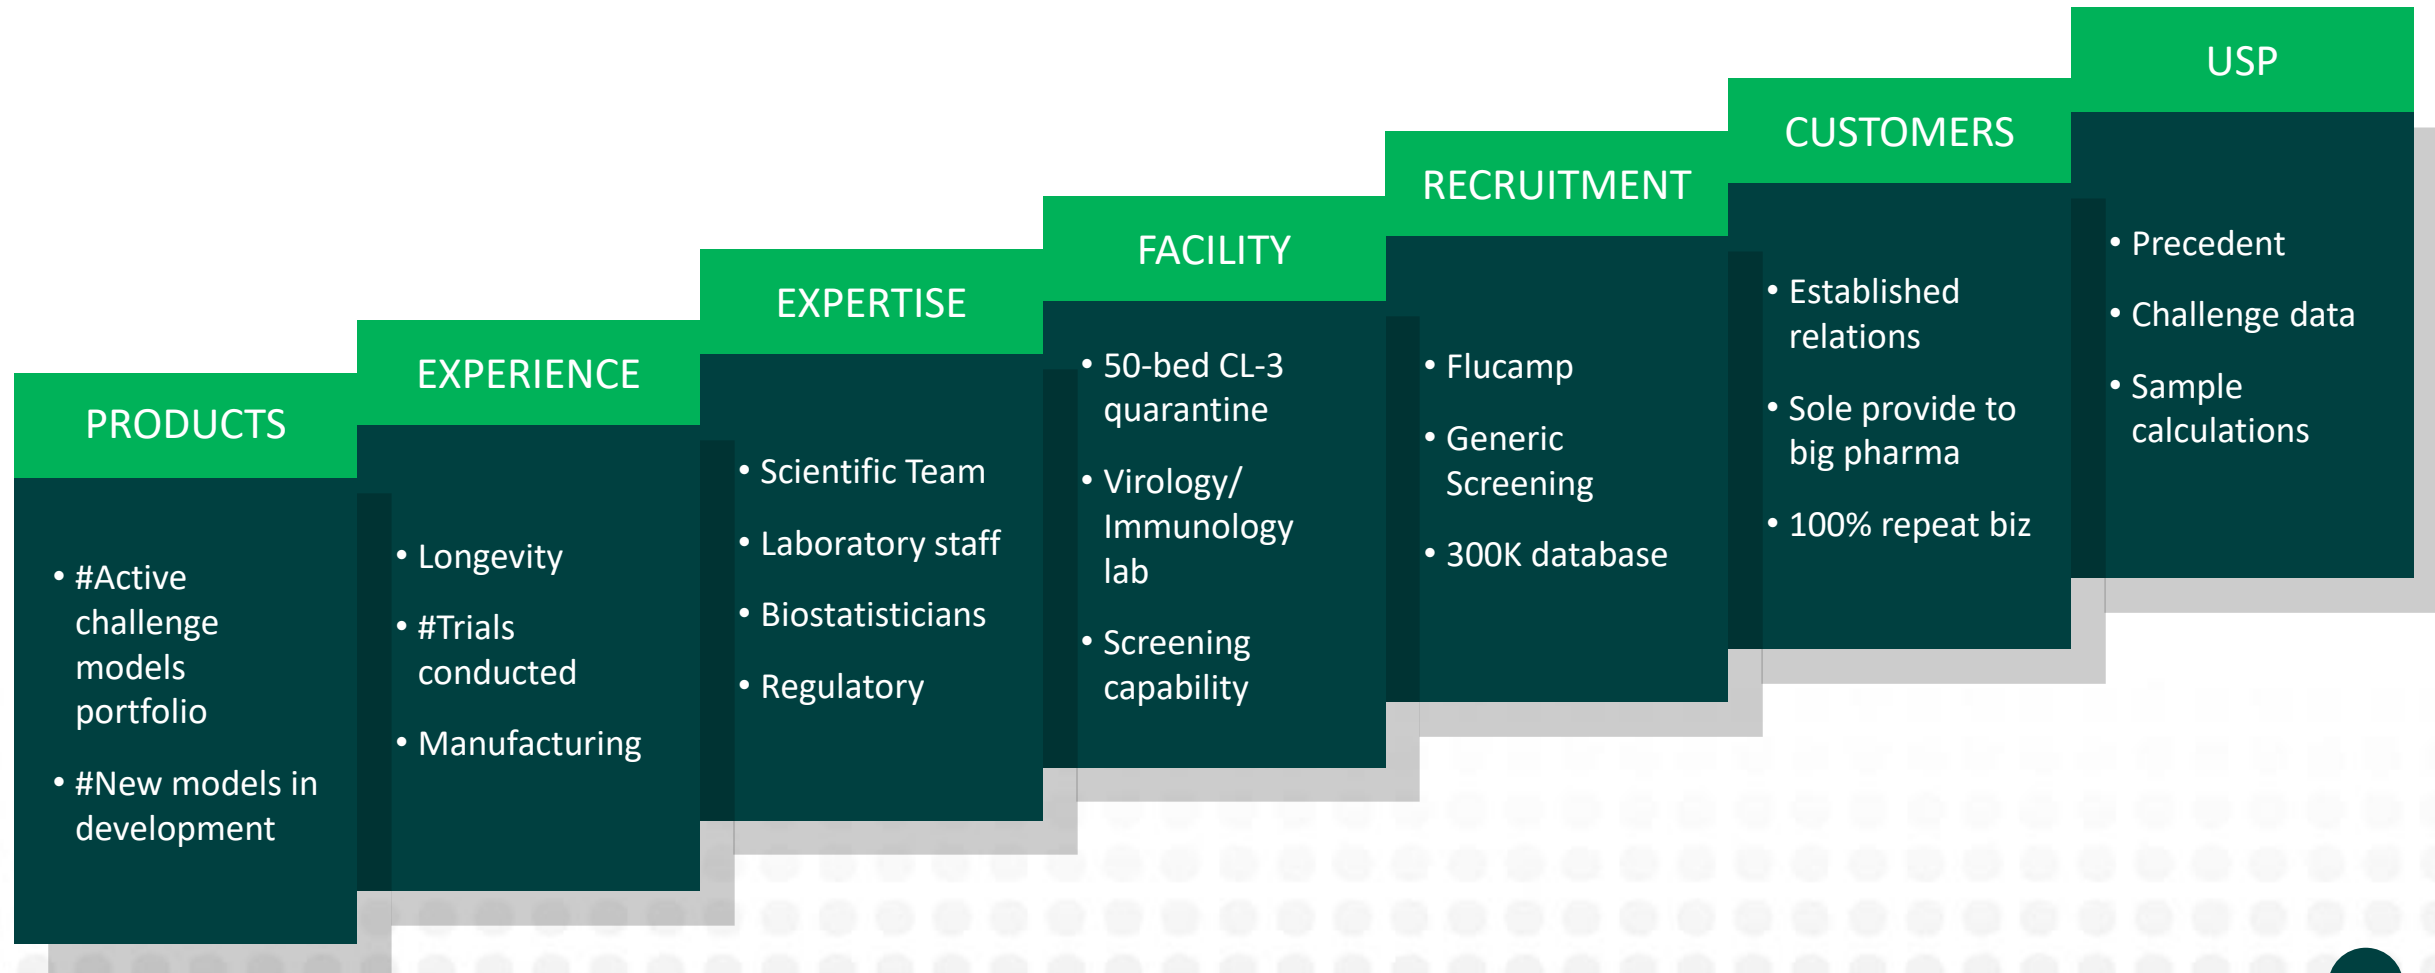 PRODUCTS
• #Active
challenge
models
portfolio
• #New models in
development
EXPERIENCE
• Longevity
• #Trials
conducted
• Manufacturing
EXPERTISE
• Scientific Team
• Laboratory staff
• Biostatisticians
• Regulatory
FACILITY
• 50-bed CL-3
quarantine
• Virology/
Immunology
lab
• Screening
capability
RECRUITMENT
• Flucamp
• Generic
Screening
• 300K database
CUSTOMERS
• Established
relations
• Sole provide to
big pharma
• 100% repeat biz
USP
• Precedent
• Challenge data
• Sample
calculations